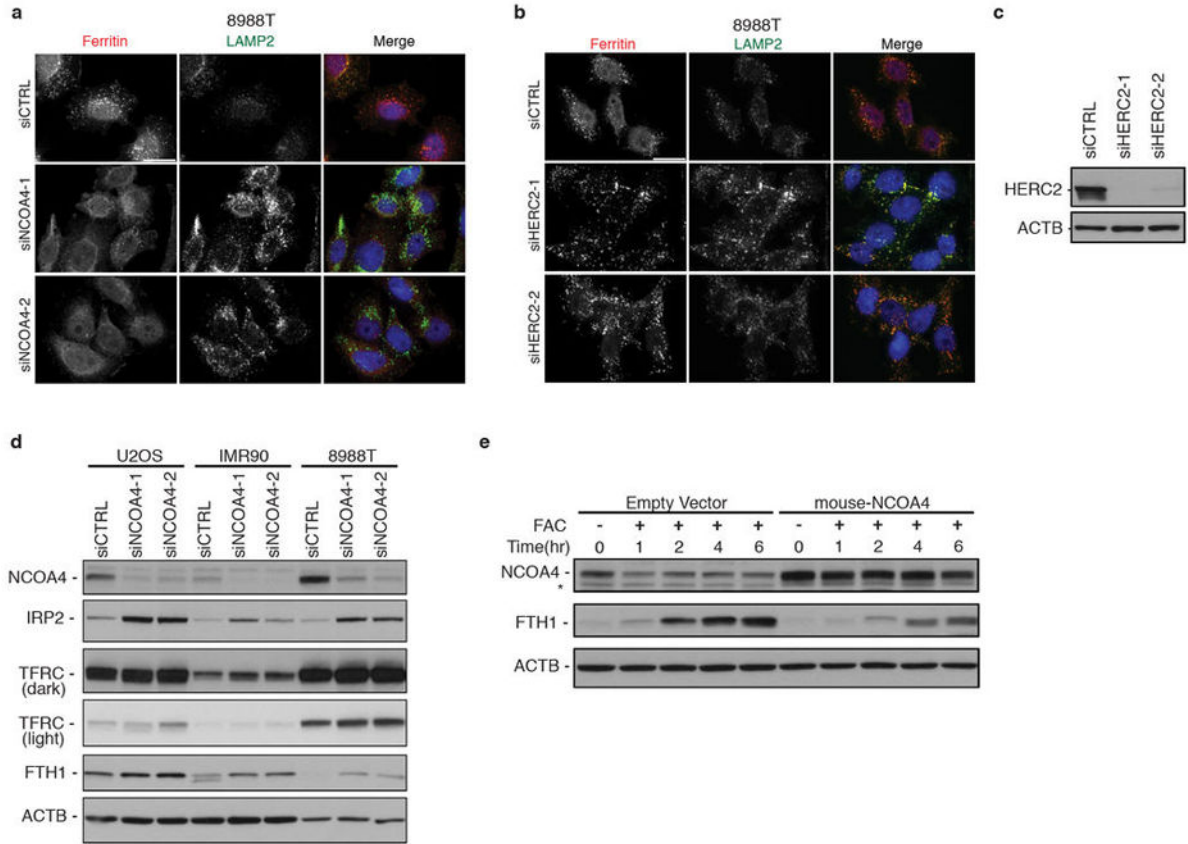 a
8988T
Ferritin LAMP2 Merge
siCTRL
siNCOA4-1
siNCOA4-2
b
8988T
Ferritin LAMP2 Merge
siCTRL
siHERC2-1
siHERC2-2
c
siCTRL siHERC2-1 siHERC2-2
HERC2-
ACTB -
d
U2OS IMR90 8988T
siCTRL siNCOA4-1 siNCOA4-2 siCTRL siNCOA4-1 siNCOA4-2 siCTRL siNCOA4-1 siNCOA4-2
NCOA4 -
IRP2 -
TFRC -
(dark)
TFRC -
(light)
FTH1 -
ACTB -
e
Empty Vector mouse-NCOA4
FAC - + + + + - + + + +
Time(hr) 0 1 2 4 6 0 1 2 4 6
NCOA4 -
*
FTH1 -
ACTB -